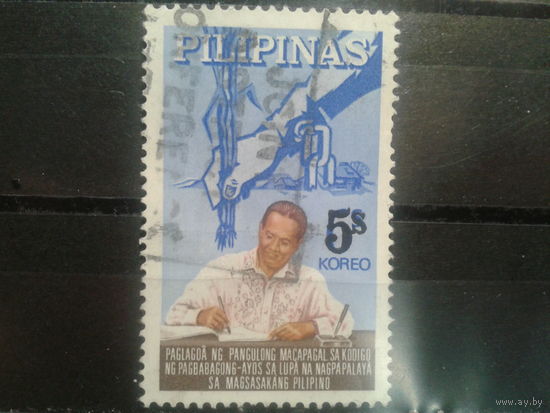 PILIPINAS
5s
KOREO
PAGLAGDA NG PANGULONG MACAPAGAL SA KODIGO
NG PAGBABAGONG-AYOS SA LUPA NA NAGPAPALAYA
SA MAGSASAKANG PILIPINO
www.ay.by